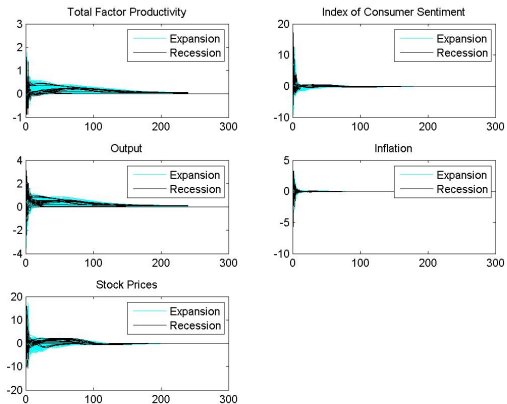 Total Factor Productivity
3
2
1
0
-1
0 100 200 300
Expansion
Recession
Index of Consumer Sentiment
20
10
0
-10
0 100 200 300
Expansion
Recession
Output
4
2
0
-2
-4
0 100 200 300
Expansion
Recession
Inflation
5
0
-5
-10
0 100 200 300
Expansion
Recession
Stock Prices
20
10
0
-10
-20
0 100 200 300
Expansion
Recession